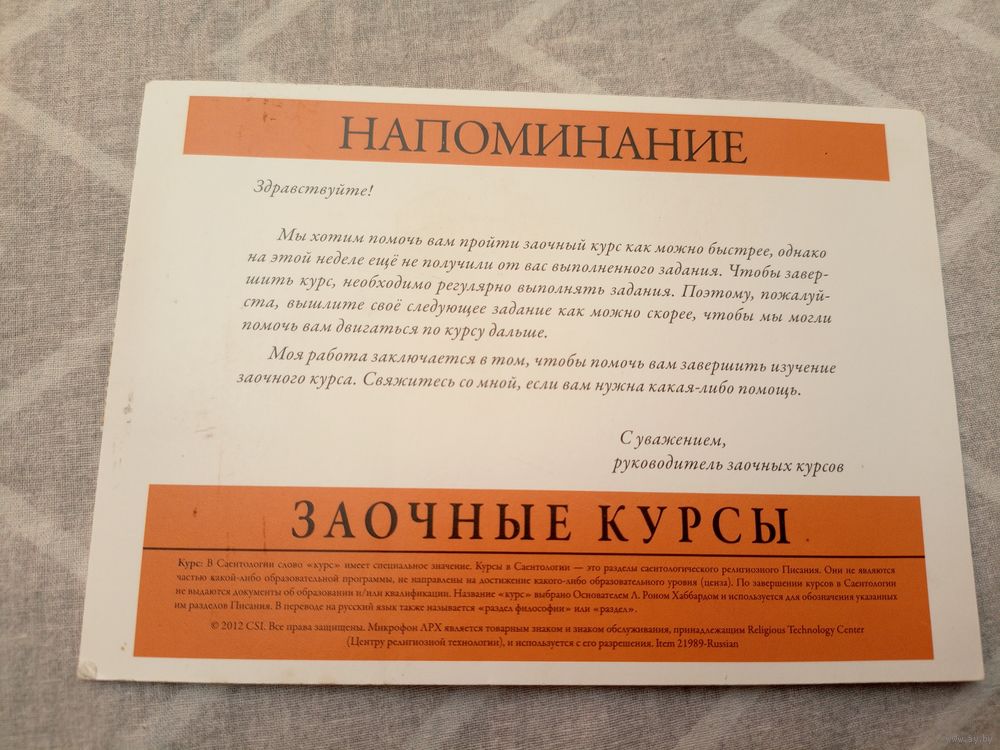 НАПОМИНАНИЕ
Здравствуйте!
Мы хотим помочь вам пройти заочный курс как можно быстрее, однако
на этой неделе ещё не получили от вас выполненного задания. Чтобы завер-
шить курс, необходимо регулярно выполнять задания. Поэтому, пожалуй-
ста, вышлите своё следующее задание как можно скорее, чтобы мы могли
помочь вам двигаться по курсу дальше.
Моя работа заключается в том, чтобы помочь вам завершить изучение
заочного курса. Свяжитесь со мной, если вам нужна какая-либо помощь.
С уважением,
руководитель заочных курсов
ЗАОЧНЫЕ КУРСЫ
Курс: В Саентологии слово «курс» имеет специальное значение. Курсы в Саентологии — это разделы саентологического религиозного Писания. Они не являются
частью какой-либо образовательной программы, не направлены на достижение какого-либо образовательного уровня (ценза). По завершении курсов в Саентологии
не выдаются документы об образовании и/или квалификации. Название «курс» выбрано Основателем Л. Роном Хаббардом и используется для обозначения указанных
им разделов Писания. В переводе на русский язык также называется «раздел философии» или «раздел».
© 2012 CSI. Все права защищены. Микрофон АРХ является товарным знаком и знаком обслуживания, принадлежащим Religious Technology Center
(Центру религиозной технологии), и используется с его разрешения. Item 21989-Russian
www.ay.by